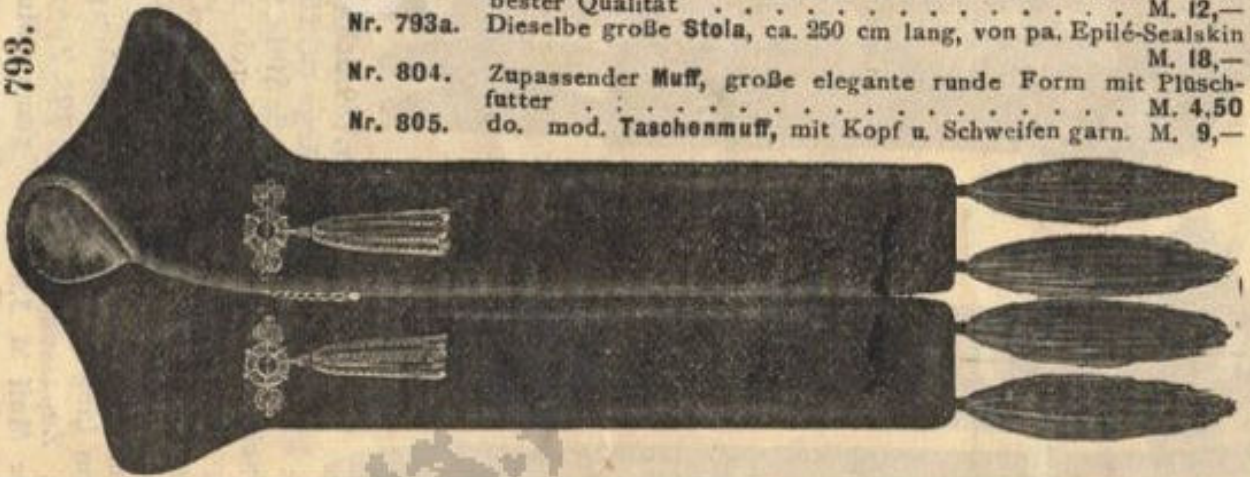 793.
bester Qualität . . . . . . . . . . . . . . M. 12,—
Nr. 793a. Dieselbe große Stola, ca. 250 cm lang, von pa. Epilé-Sealskin
M. 18,—
Nr. 804. Zupassender Muff, große elegante runde Form mit Plüsch-
futter . . . . . . . . . . . . . . . . . . M. 4,50
Nr. 805. do. mod. Taschenmuff, mit Kopf u. Schweifen garn. M. 9,—